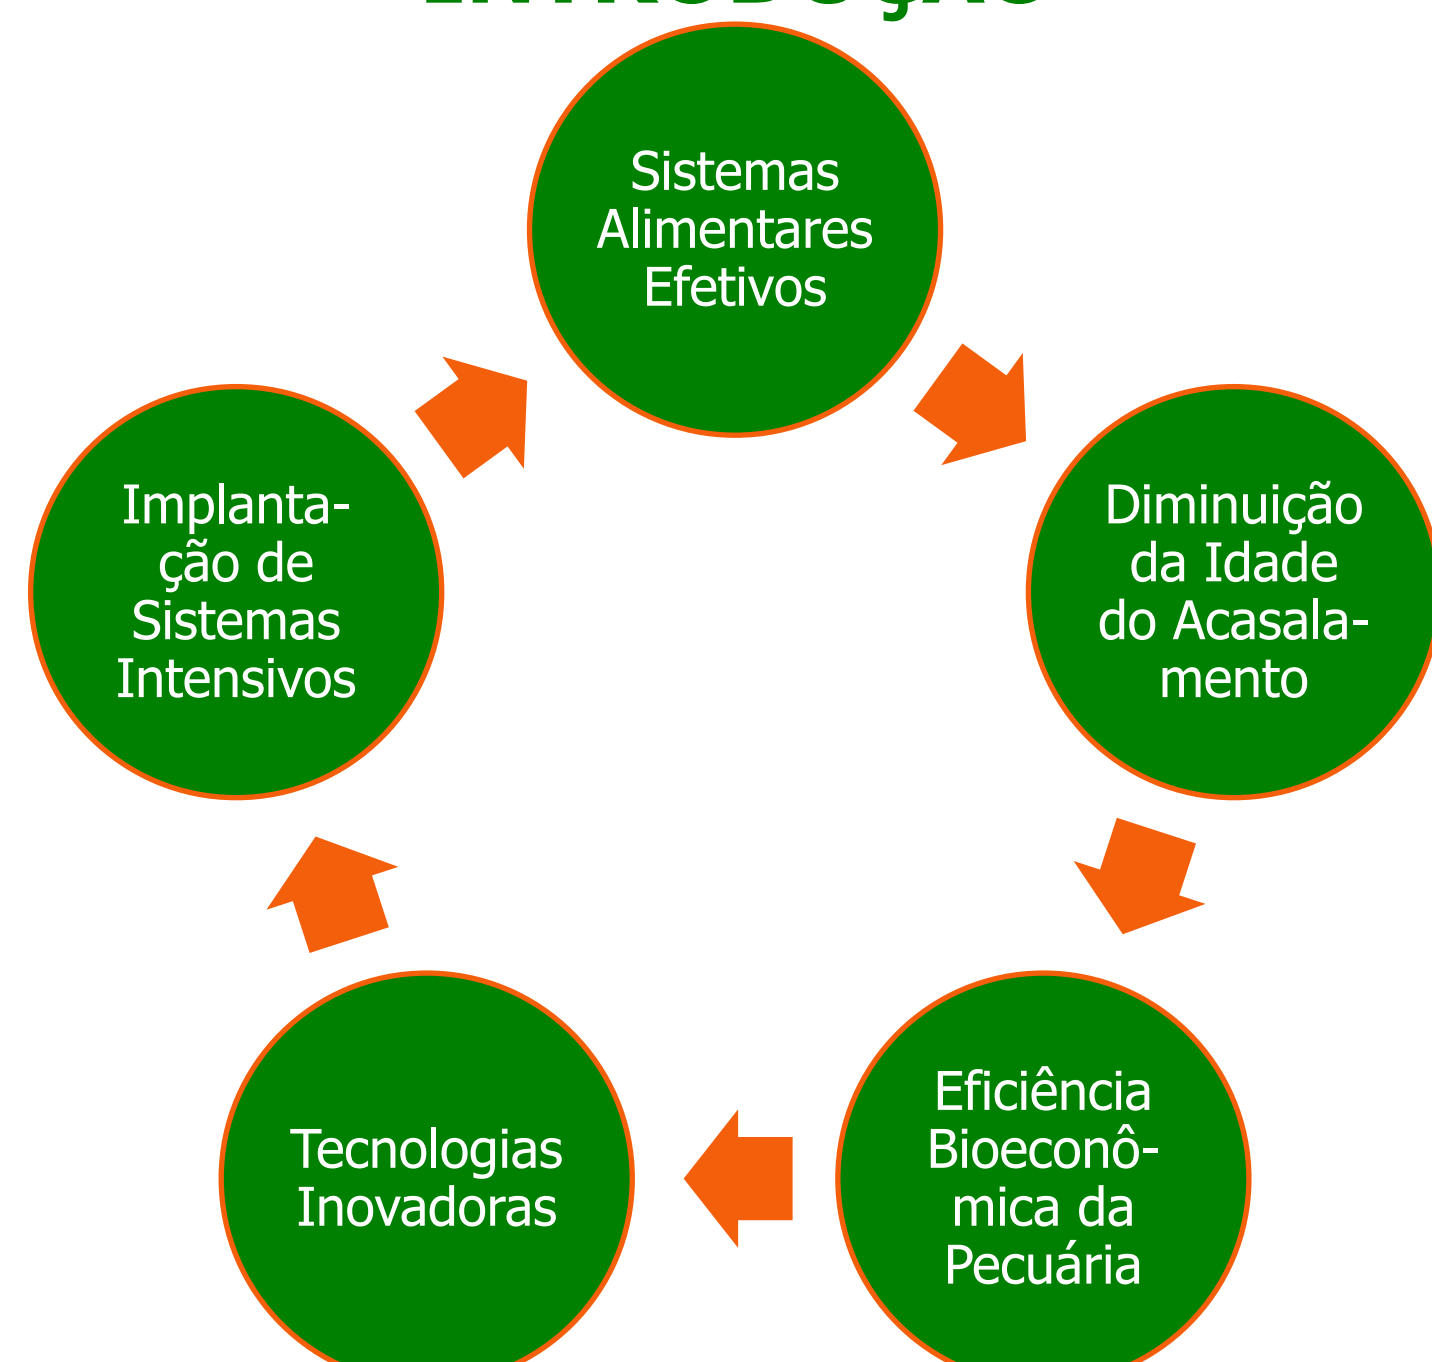 INTRODUÇÃO
Sistemas
Alimentares
Efetivos
Diminuição
da Idade
do Acasala-
mento
Eficiência
Bioeconô-
mica da
Pecuária
Tecnologias
Inovadoras
Implanta-
ção de
Sistemas
Intensivos